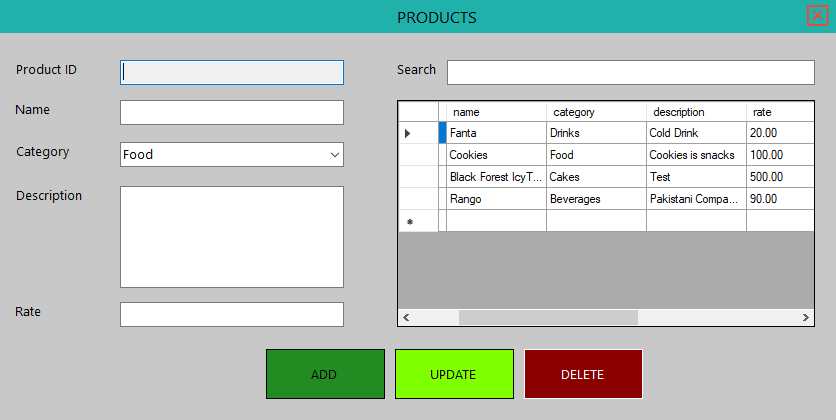 PRODUCTS
Product ID
Name
Category
Food
Description
Rate
Search
name category description rate
Fanta Drinks Cold Drink 20.00
Cookies Food Cookies is snacks 100.00
Black Forest IcyT... Cakes Test 500.00
Rango Beverages Pakistani Compa... 90.00
ADD UPDATE DELETE